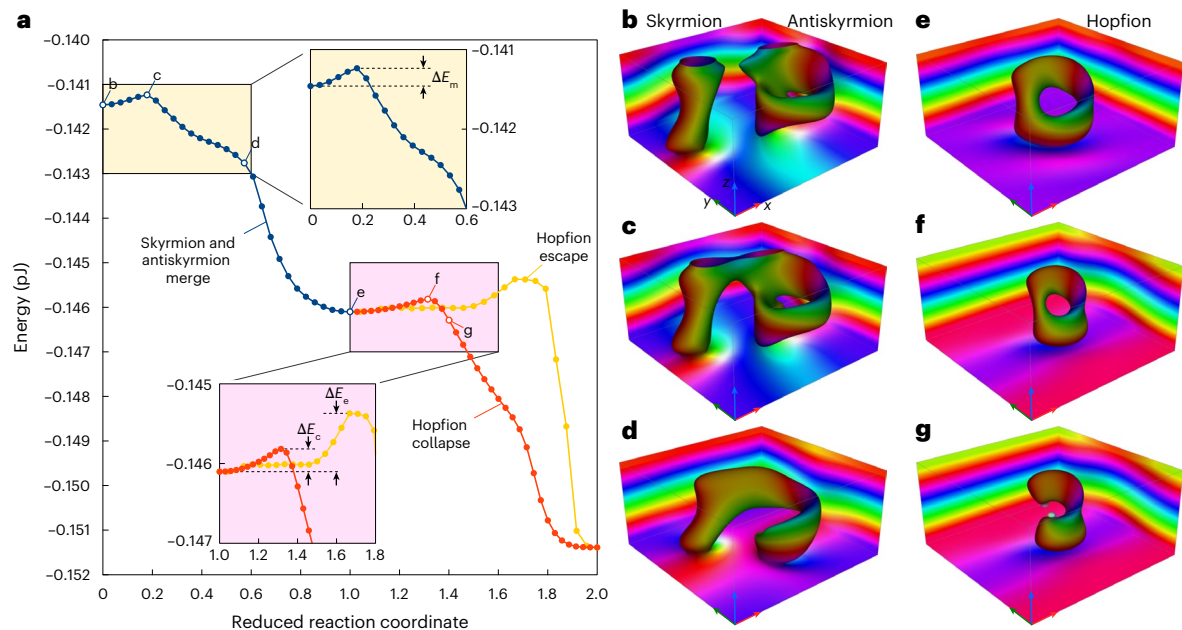 a
−0.140
−0.141
−0.142
−0.143
−0.144
−0.145
−0.146
−0.147
−0.148
−0.149
−0.150
−0.151
−0.152
Energy (pJ)
0 0.2 0.4 0.6 0.8 1.0 1.2 1.4 1.6 1.8 2.0
Reduced reaction coordinate
b
c
d
Skyrmion and
antiskyrmion
merge
−0.141
−0.142
−0.143
ΔEm
0 0.2 0.4 0.6
e
f
g
Hopfion
escape
Hopfion
collapse
−0.145
−0.146
−0.147
ΔEe
ΔEc
1.0 1.2 1.4 1.6 1.8
b Skyrmion Antiskyrmion
z
y x
c
d
e Hopfion
f
g